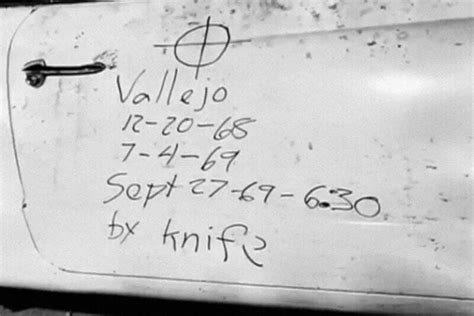 Vallejo
12-20-68
7-4-69
Sept 27-69-6:30
by knife